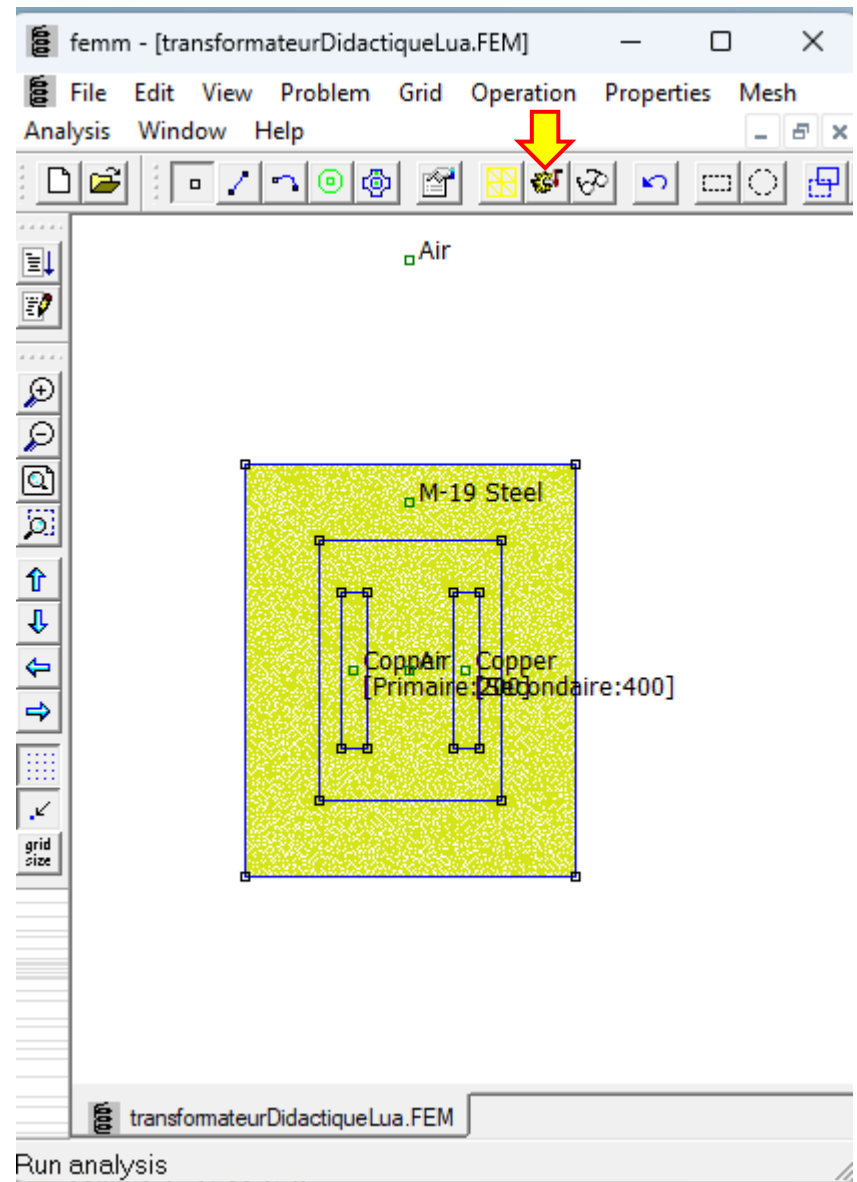 femm - [transformateurDidactiqueLua.FEM]
File Edit View Problem Grid Operation Properties Mesh
Analysis Window Help
Air
M-19 Steel
Copper Air Copper
[Primaire:200] [Secondaire:400]
grid
size
transformateurDidactiqueLua.FEM
Run analysis